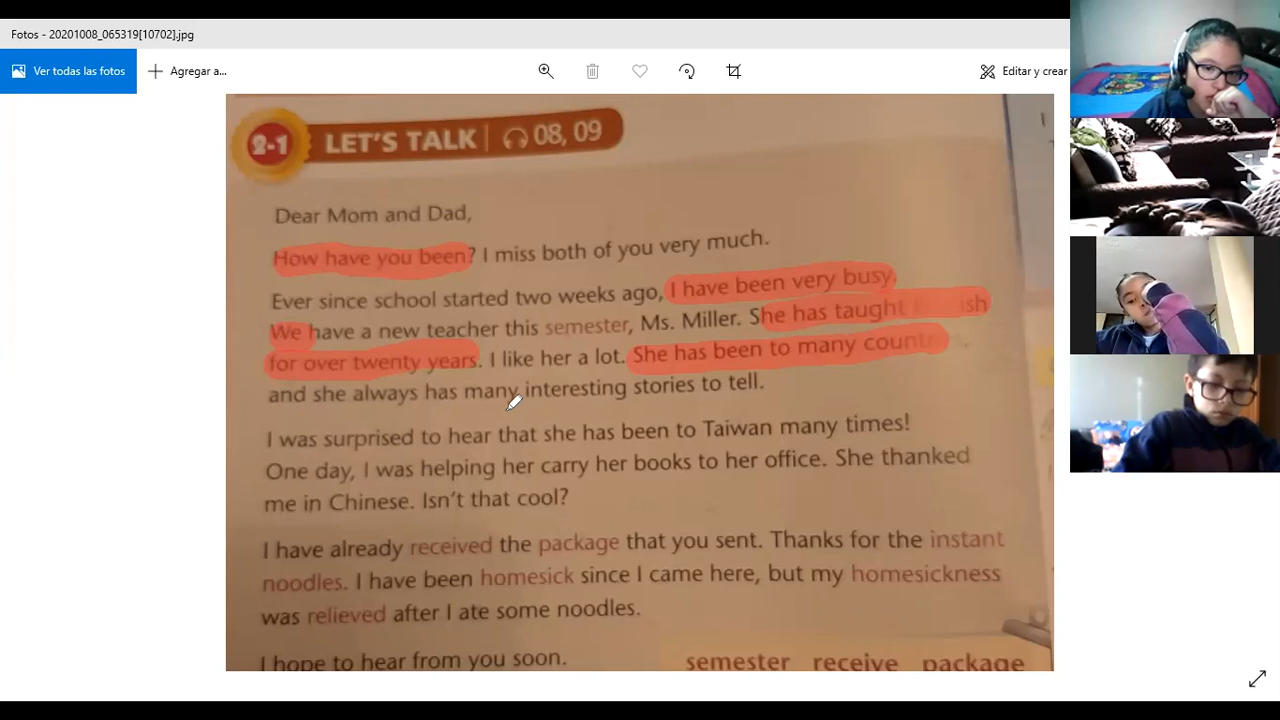 Fotos - 20201008_065319[10702].jpg
Ver todas las fotos
Agregar a...
Editar y crear
2-1 LET'S TALK | 08, 09
Dear Mom and Dad,
How have you been? I miss both of you very much.
Ever since school started two weeks ago, I have been very busy.
We have a new teacher this semester, Ms. Miller. She has taught
for over twenty years. I like her a lot. She has been to many
and she always has many interesting stories to tell.
I was surprised to hear that she has been to Taiwan many times!
One day, I was helping her carry her books to her office. She thanked
me in Chinese. Isn't that cool?
I have already received the package that you sent. Thanks for the instant
noodles. I have been homesick since I came here, but my homesickness
was relieved after I ate some noodles.
I hope to hear from you soon.
semester receive package